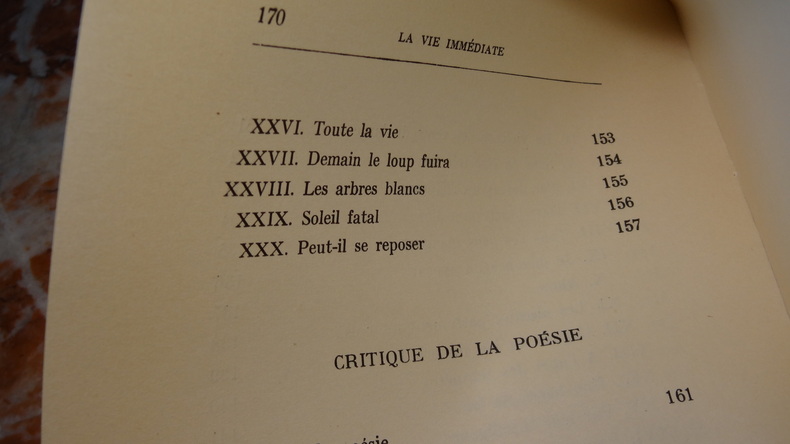 170
LA VIE IMMÉDIATE
XXVI. Toute la vie 153
XXVII. Demain le loup fuira 154
XXVIII. Les arbres blancs 155
XXIX. Soleil fatal 156
XXX. Peut-il se reposer 157
CRITIQUE DE LA POÉSIE
161